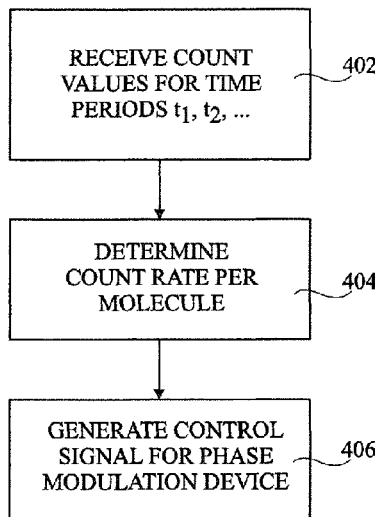 RECEIVE COUNT
VALUES FOR TIME
PERIODS t₁, t₂, ...
402
DETERMINE
COUNT RATE PER
MOLECULE
404
GENERATE CONTROL
SIGNAL FOR PHASE
MODULATION DEVICE
406